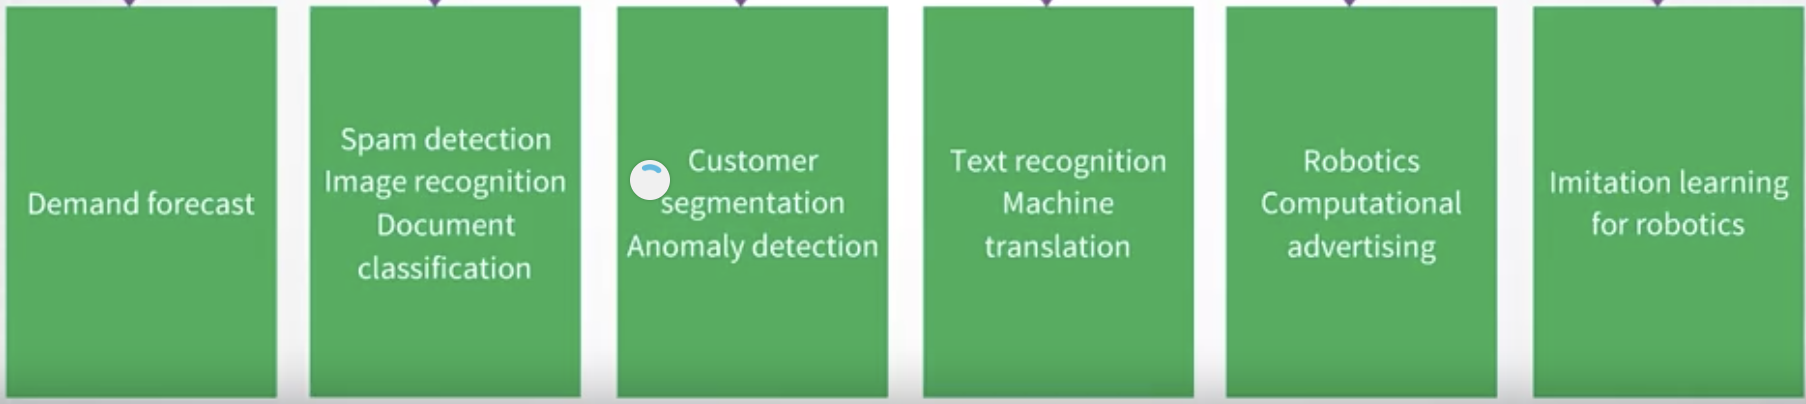 Demand forecast
Spam detection
Image recognition
Document
classification
Customer
segmentation
Anomaly detection
Text recognition
Machine
translation
Robotics
Computational
advertising
Imitation learning
for robotics